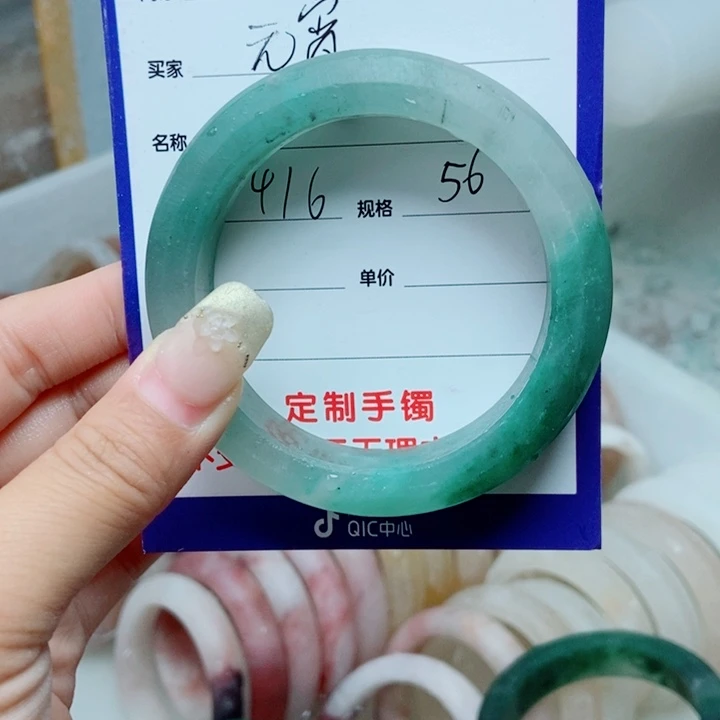 买家 元宵
名称
416 规格 56
单价
定制手镯
QIC中心